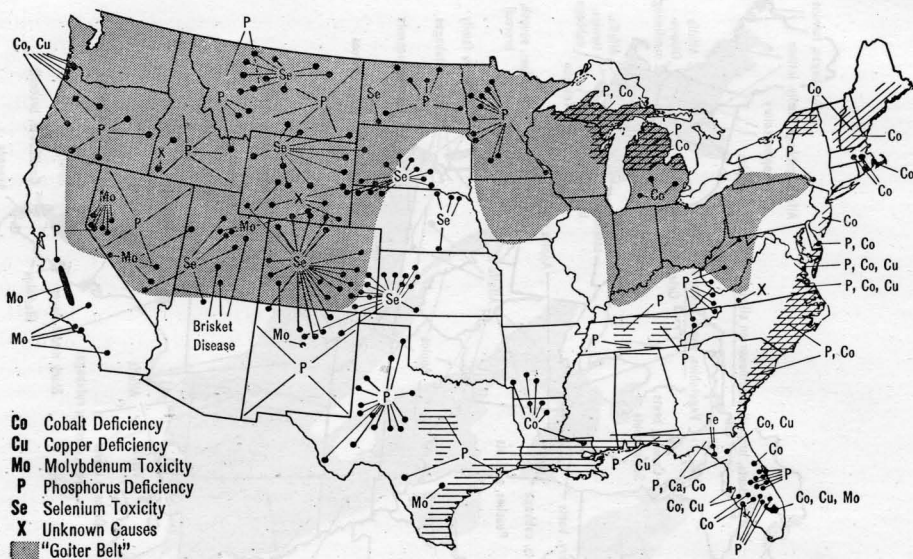 P
Co, Cu
Se
P
P
P
Se
P
P
P, Co
P
Co
Co
Co
P
X
P
Se
X
Se
Co
P
Co
Co
Mo
P
Mo
Se
Mo
Se
Se
Co
P, Co
P, Co, Cu
P, Co, Cu
P
X
P
Mo
Mo
Brisket
Disease
Mo
Se
P
P
P
P
P, Co
P
P
Co
Fe
Co, Cu
Co
P
P
P
Cu
P, Ca, Co
Co, Cu
Co
Co, Cu, Mo
P
Mo
Co Cobalt Deficiency
Cu Copper Deficiency
Mo Molybdenum Toxicity
P Phosphorus Deficiency
Se Selenium Toxicity
X Unknown Causes
"Goiter Belt"